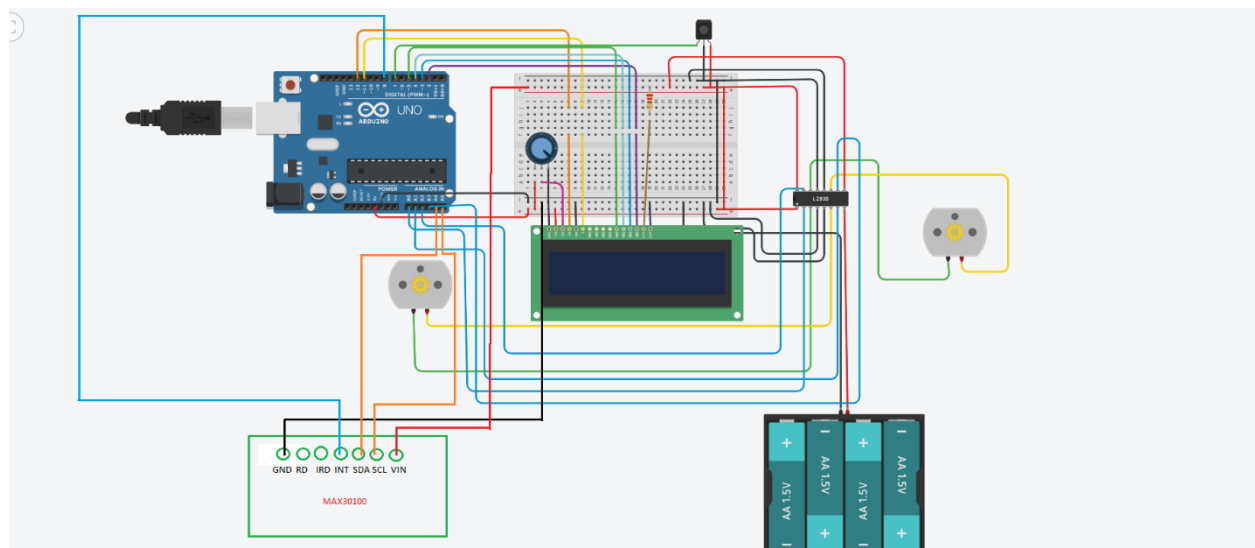 DIGITAL (PWM~)
UNO
ARDUINO
POWER
ANALOG IN
L293D
GND RD IRD INT SDA SCL VIN
MAX30100
AA 1.5V
AA 1.5V
AA 1.5V
AA 1.5V